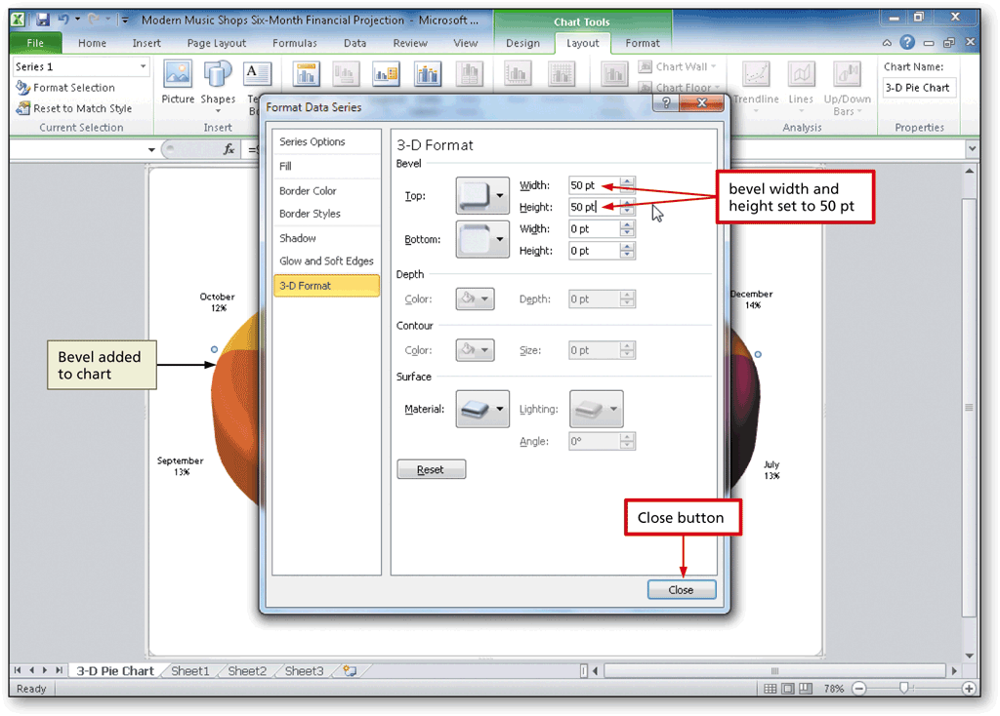 Modern Music Shops Six-Month Financial Projection - Microsoft ...
Chart Tools
File Home Insert Page Layout Formulas Data Review View Design Layout Format
Series 1
Format Selection
Reset to Match Style
Current Selection
Picture Shapes
Insert
Chart Wall
Chart Floor
Trendline Lines Up/Down
Bars
Analysis
Chart Name:
3-D Pie Chart
Properties
fx
Format Data Series
Series Options
Fill
Border Color
Border Styles
Shadow
Glow and Soft Edges
3-D Format
3-D Format
Bevel
Top:
Width: 50 pt
Height: 50 pt
Bottom:
Width: 0 pt
Height: 0 pt
Depth
Color: Depth: 0 pt
Contour
Color: Size: 0 pt
Surface
Material: Lighting:
Angle: 0°
Reset
Close
bevel width and
height set to 50 pt
Close button
Bevel added
to chart
October
12%
September
13%
December
14%
July
13%
3-D Pie Chart Sheet1 Sheet2 Sheet3
Ready
78%